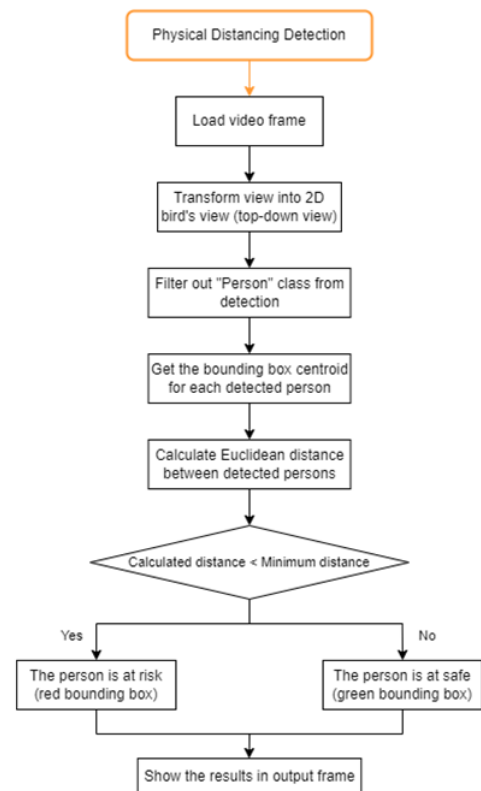 Physical Distancing Detection
Load video frame
Transform view into 2D
bird's view (top-down view)
Filter out "Person" class from
detection
Get the bounding box centroid
for each detected person
Calculate Euclidean distance
between detected persons
Calculated distance < Minimum distance
Yes
No
The person is at risk
(red bounding box)
The person is at safe
(green bounding box)
Show the results in output frame